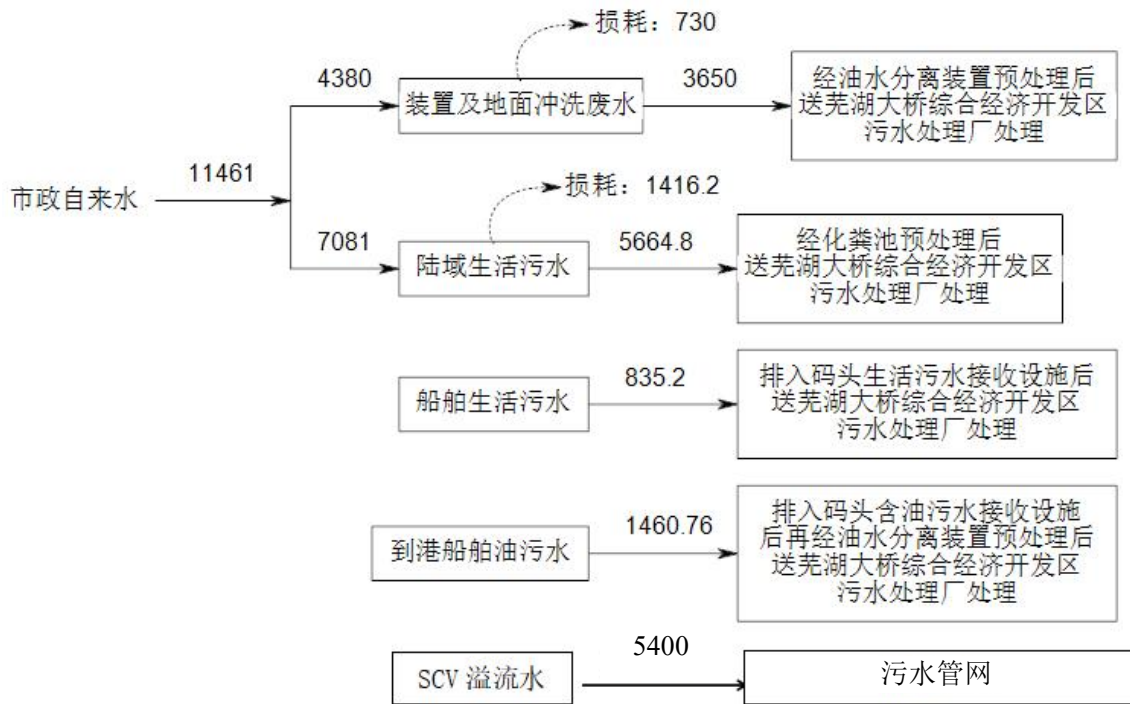 损耗：730
4380
装置及地面冲洗废水
3650
经油水分离装置预处理后
送芜湖大桥综合经济开发区
污水处理厂处理
市政自来水
11461
损耗：1416.2
7081
陆域生活污水
5664.8
经化粪池预处理后
送芜湖大桥综合经济开发区
污水处理厂处理
船舶生活污水
835.2
排入码头生活污水接收设施后
送芜湖大桥综合经济开发区
污水处理厂处理
到港船舶油污水
1460.76
排入码头含油污水接收设施
后再经油水分离装置预处理后
送芜湖大桥综合经济开发区
污水处理厂处理
SCV 溢流水
5400
污水管网